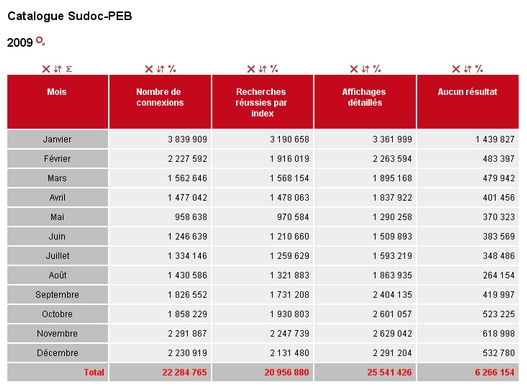 Catalogue Sudoc-PEB
2009
Σ % % % %
Mois Nombre de connexions Recherches réussies par index Affichages détaillés Aucun résultat
Janvier 3 839 909 3 190 658 3 361 999 1 439 827
Février 2 227 592 1 916 019 2 263 594 483 397
Mars 1 562 646 1 568 154 1 895 168 479 942
Avril 1 477 042 1 478 063 1 837 922 401 456
Mai 958 638 970 584 1 290 258 370 323
Juin 1 246 639 1 210 660 1 509 893 383 569
Juillet 1 334 146 1 259 629 1 593 219 348 486
Août 1 430 586 1 321 883 1 863 935 264 154
Septembre 1 826 552 1 731 208 2 404 135 419 997
Octobre 1 858 229 1 930 803 2 601 057 523 225
Novembre 2 291 867 2 247 739 2 629 042 618 998
Décembre 2 230 919 2 131 480 2 291 204 532 780
Total 22 284 765 20 956 880 25 541 426 6 266 154